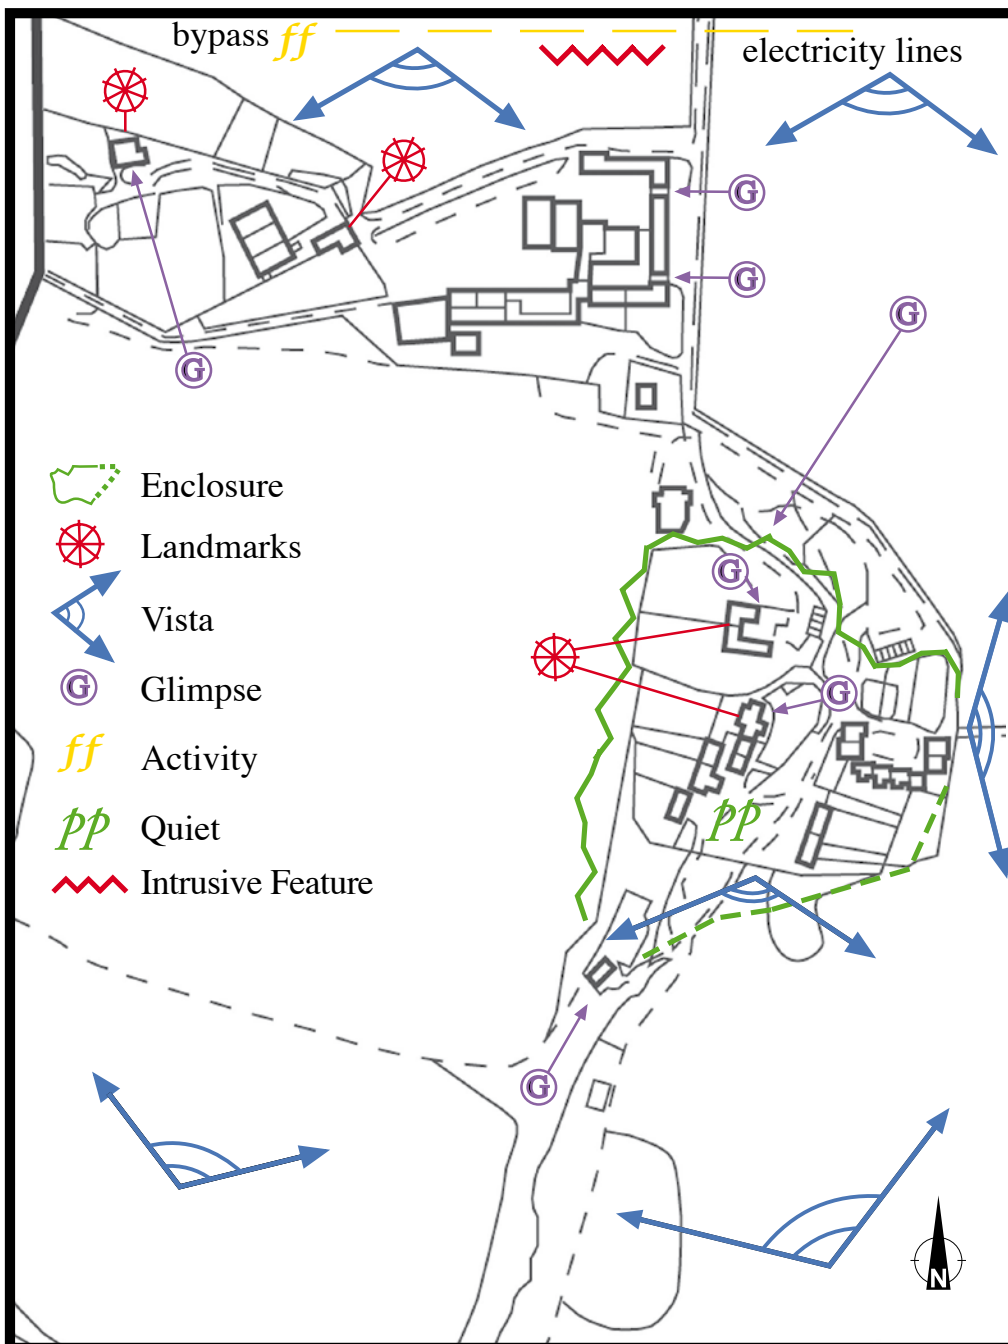 bypass ff
electricity lines
G
G
G
G
G
Enclosure
Landmarks
G
Vista
G Glimpse
G
ff Activity
pp
pp Quiet
Intrusive Feature
G
N